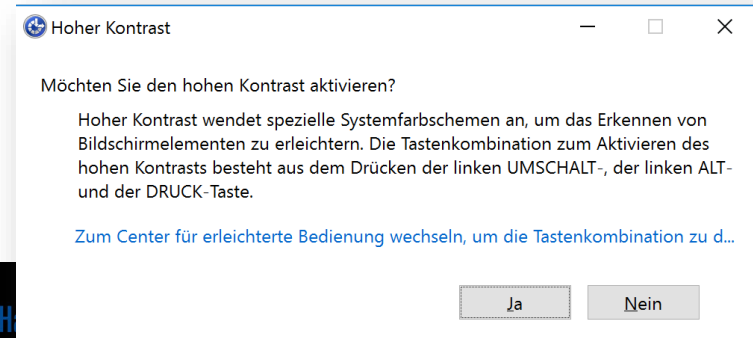 Hoher Kontrast
Möchten Sie den hohen Kontrast aktivieren?
Hoher Kontrast wendet spezielle Systemfarbschemen an, um das Erkennen von
Bildschirmelementen zu erleichtern. Die Tastenkombination zum Aktivieren des
hohen Kontrasts besteht aus dem Drücken der linken UMSCHALT-, der linken ALT-
und der DRUCK-Taste.
Zum Center für erleichterte Bedienung wechseln, um die Tastenkombination zu d...
Ja
Nein